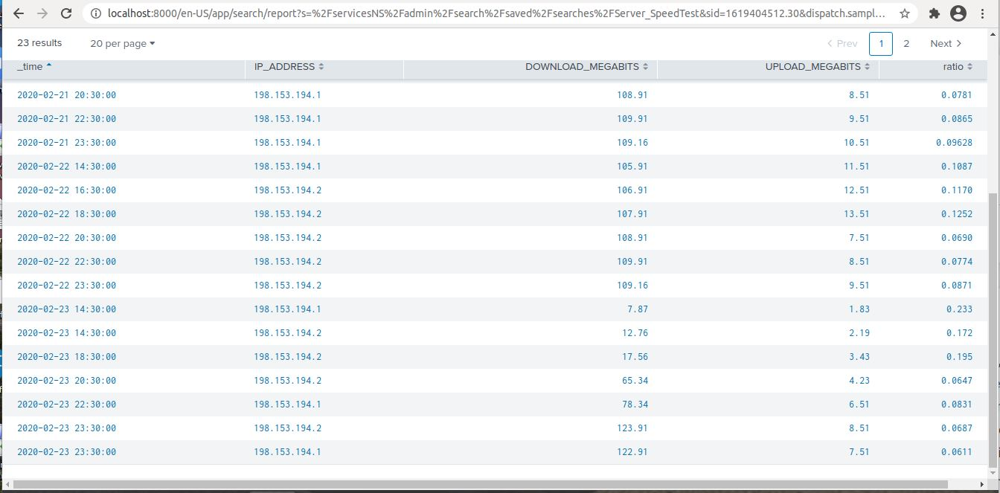 localhost:8000/en-US/app/search/report?s=%2FservicesNS%2Fadmin%2Fsearch%2Fsaved%2Fsearches%2FServer_SpeedTest&sid=1619404512.30&dispatch.sampl...
23 results 20 per page Prev 1 2 Next
_time IP_ADDRESS DOWNLOAD_MEGABITS UPLOAD_MEGABITS ratio
2020-02-21 20:30:00 198.153.194.1 108.91 8.51 0.0781
2020-02-21 22:30:00 198.153.194.1 109.91 9.51 0.0865
2020-02-21 23:30:00 198.153.194.1 109.16 10.51 0.09628
2020-02-22 14:30:00 198.153.194.1 105.91 11.51 0.1087
2020-02-22 16:30:00 198.153.194.2 106.91 12.51 0.1170
2020-02-22 18:30:00 198.153.194.2 107.91 13.51 0.1252
2020-02-22 20:30:00 198.153.194.2 108.91 7.51 0.0690
2020-02-22 22:30:00 198.153.194.2 109.91 8.51 0.0774
2020-02-22 23:30:00 198.153.194.2 109.16 9.51 0.0871
2020-02-23 14:30:00 198.153.194.1 7.87 1.83 0.233
2020-02-23 14:30:00 198.153.194.2 12.76 2.19 0.172
2020-02-23 18:30:00 198.153.194.2 17.56 3.43 0.195
2020-02-23 20:30:00 198.153.194.2 65.34 4.23 0.0647
2020-02-23 22:30:00 198.153.194.1 78.34 6.51 0.0831
2020-02-23 23:30:00 198.153.194.2 123.91 8.51 0.0687
2020-02-23 23:30:00 198.153.194.1 122.91 7.51 0.0611